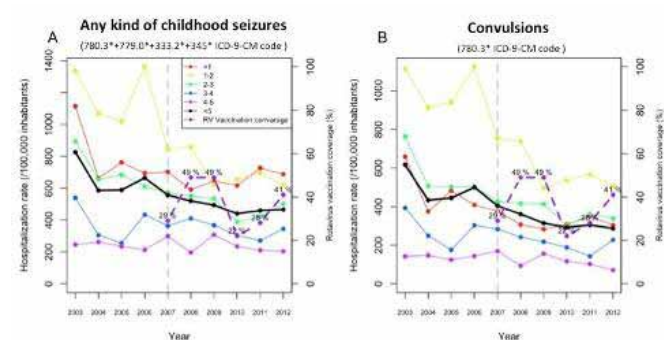 Any kind of childhood seizures
(780.3*+779.0*+333.2*+345* ICD-9-CM code )
A
Hospitalization rate (/100,000 inhabitants)
1400
1200
1000
800
600
400
200
0
<1
1-2
2-3
3-4
4-5
<5
RV Vaccination converage
29 %
49 %
49 %
22 %
28 %
41 %
100
80
60
40
20
0
Rotavirus vaccination coverage (%)
2003 2004 2005 2006 2007 2008 2009 2010 2011 2012
Year
Convulsions
(780.3* ICD-9-CM code )
B
Hospitalization rate (/100,000 inhabitants)
1000
800
600
400
200
0
49 %
49 %
41 %
100
80
60
40
20
0
Rotavirus vaccination coverage (%)
2003 2004 2005 2006 2007 2008 2009 2010 2011 2012
Year